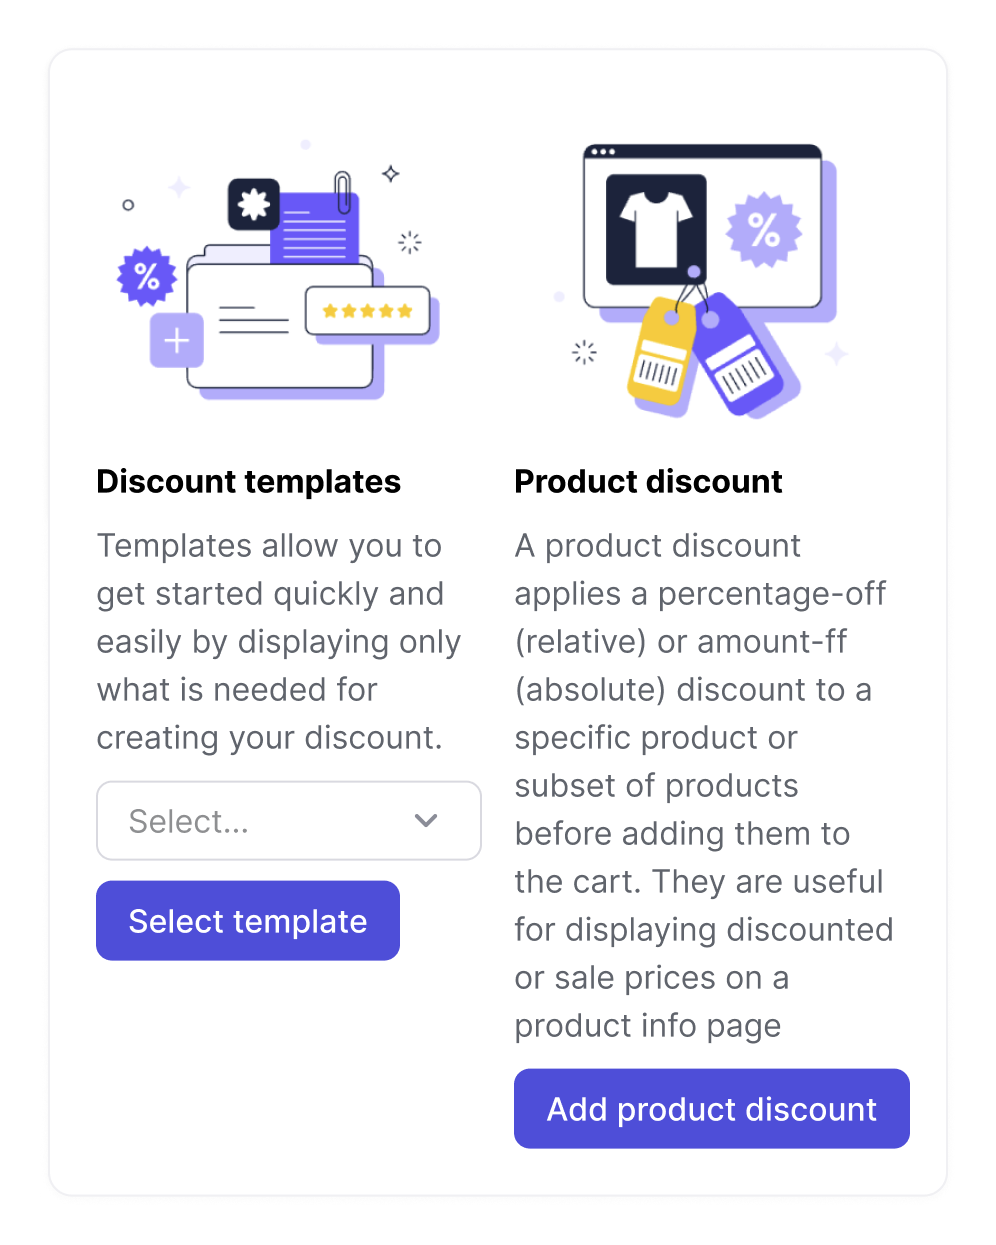 %
%
Discount templates
Templates allow you to
get started quickly and
easily by displaying only
what is needed for
creating your discount.
Select...
Select template
Product discount
A product discount
applies a percentage-off
(relative) or amount-ff
(absolute) discount to a
specific product or
subset of products
before adding them to
the cart. They are useful
for displaying discounted
or sale prices on a
product info page
Add product discount